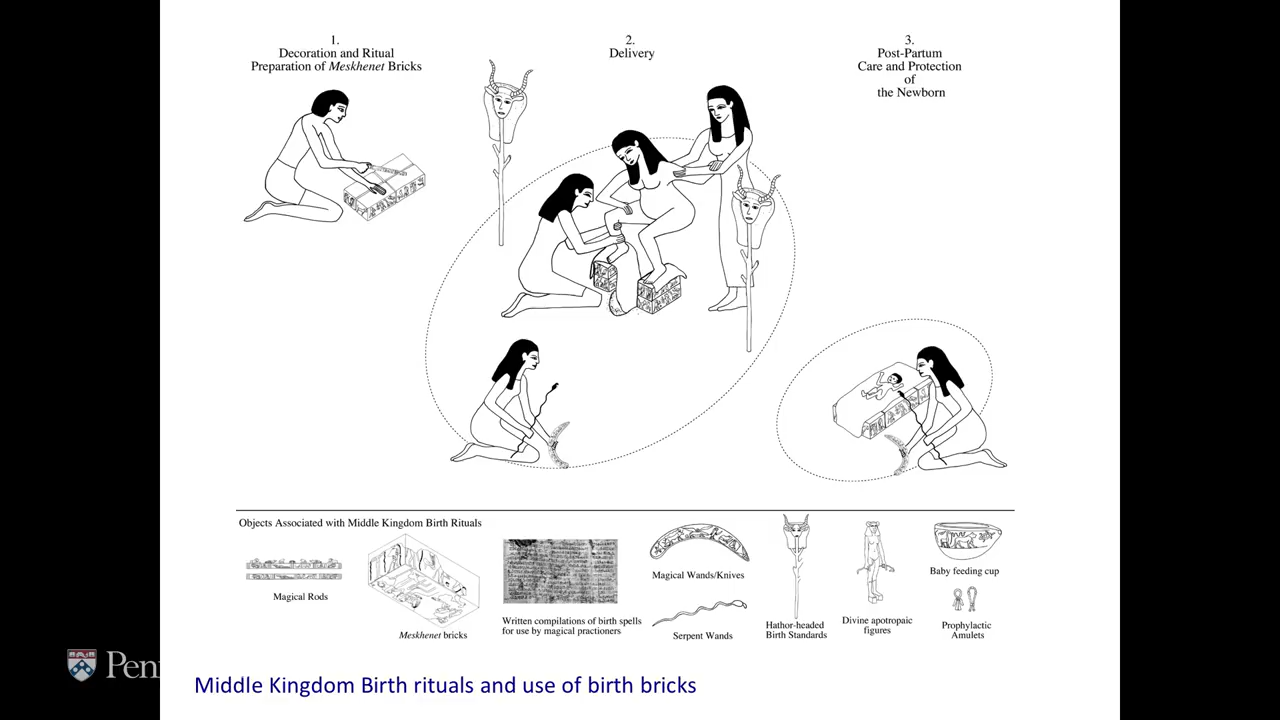 1.
Decoration and Ritual
Preparation of Meskhenet Bricks
2.
Delivery
3.
Post-Partum
Care and Protection
of
the Newborn
Objects Associated with Middle Kingdom Birth Rituals
Magical Rods
Meskhenet bricks
Written compilations of birth spells
for use by magical practioners
Magical Wands/Knives
Serpent Wands
Hathor-headed
Birth Standards
Divine apotropaic
figures
Baby feeding cup
Prophylactic
Amulets
Middle Kingdom Birth rituals and use of birth bricks